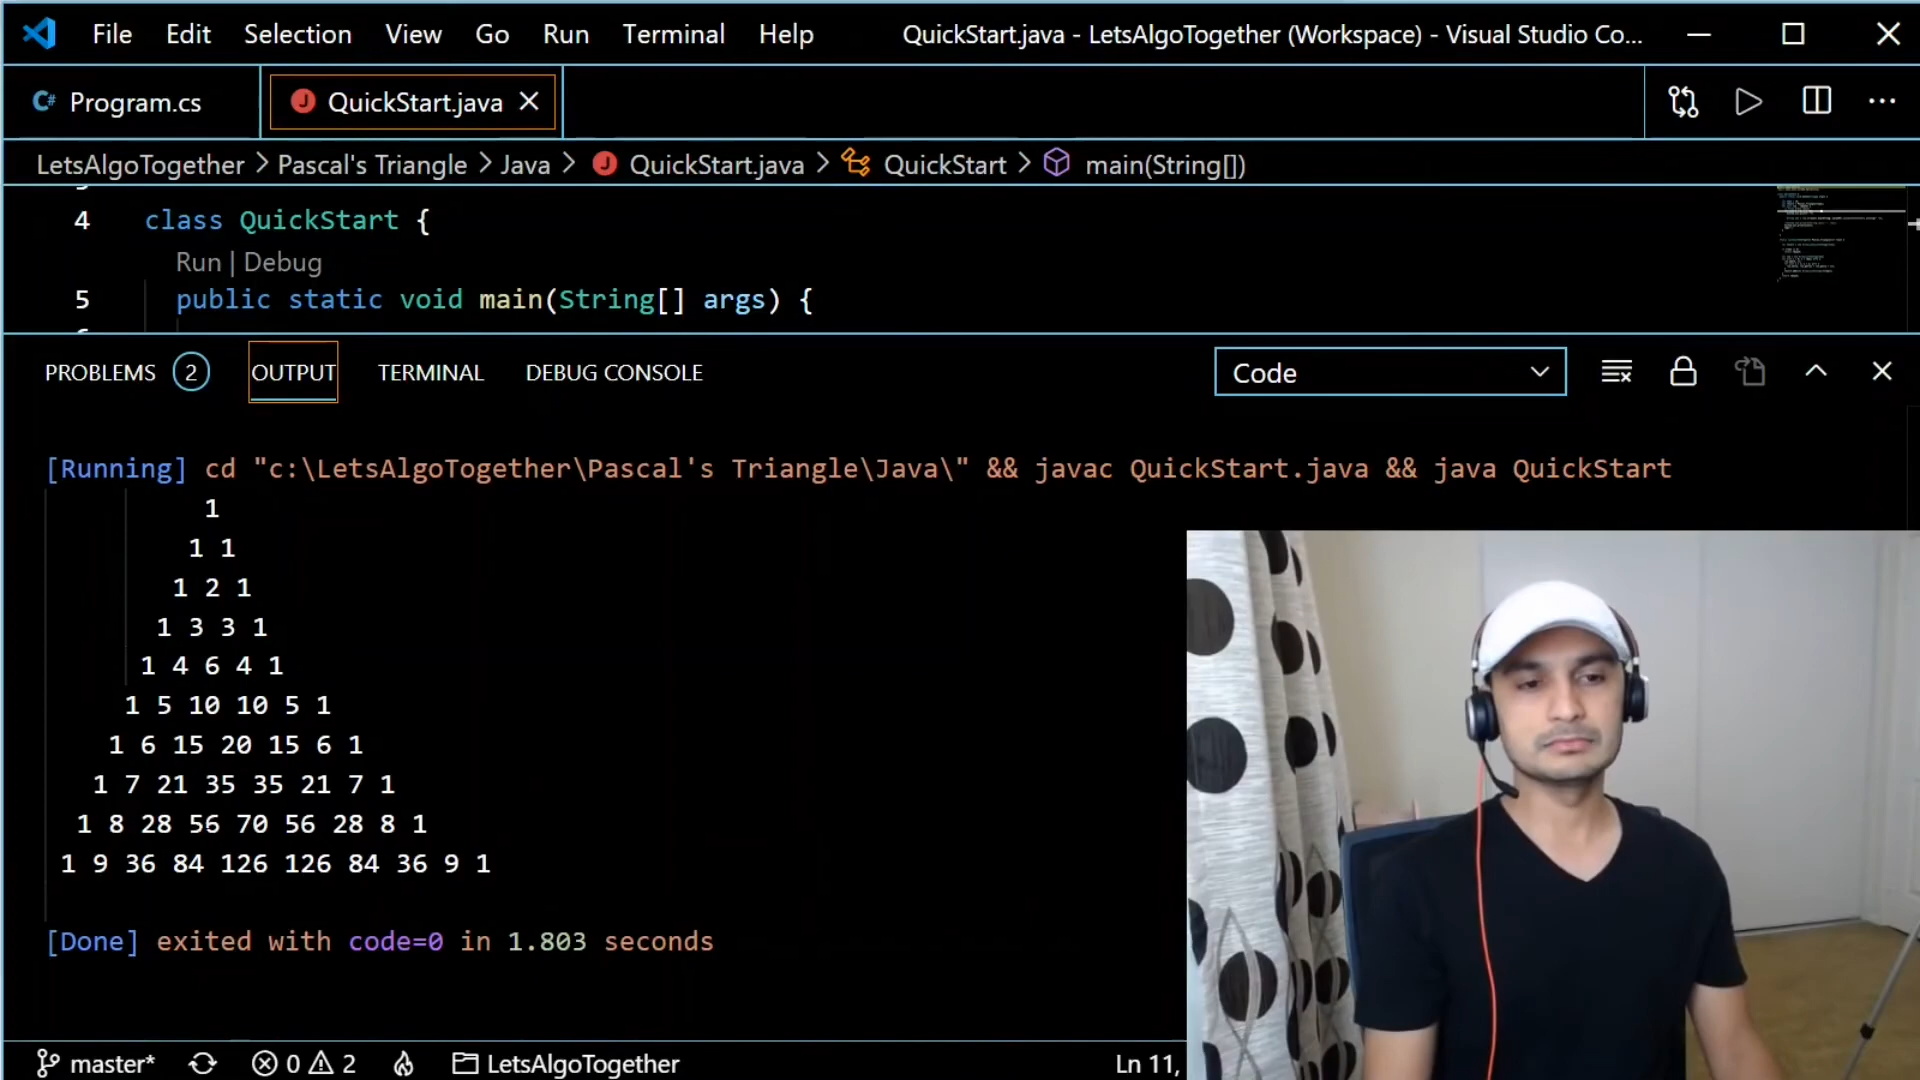 File Edit Selection View Go Run Terminal Help QuickStart.java - LetsAlgoTogether (Workspace) - Visual Studio Co...
C# Program.cs J QuickStart.java
LetsAlgoTogether > Pascal's Triangle > Java > J QuickStart.java > QuickStart > main(String[])
4 class QuickStart {
Run | Debug
5 public static void main(String[] args) {
PROBLEMS 2 OUTPUT TERMINAL DEBUG CONSOLE Code
[Running] cd "c:\LetsAlgoTogether\Pascal's Triangle\Java\" && javac QuickStart.java && java QuickStart
1
1 1
1 2 1
1 3 3 1
1 4 6 4 1
1 5 10 10 5 1
1 6 15 20 15 6 1
1 7 21 35 35 21 7 1
1 8 28 56 70 56 28 8 1
1 9 36 84 126 126 84 36 9 1
[Done] exited with code=0 in 1.803 seconds
master* 0 2 LetsAlgoTogether Ln 11,